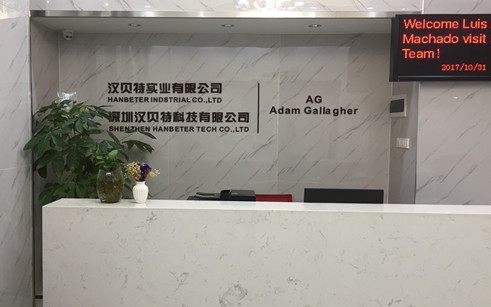 汉贝特实业有限公司
HANBETER INDSTRIAL CO.,LTD
深圳汉贝特科技有限公司
SHENZHEN HANBETER TECH CO.,LTD
AG
Adam Gallagher
Welcome Luis
Machado visit
Team!
2017/10/31